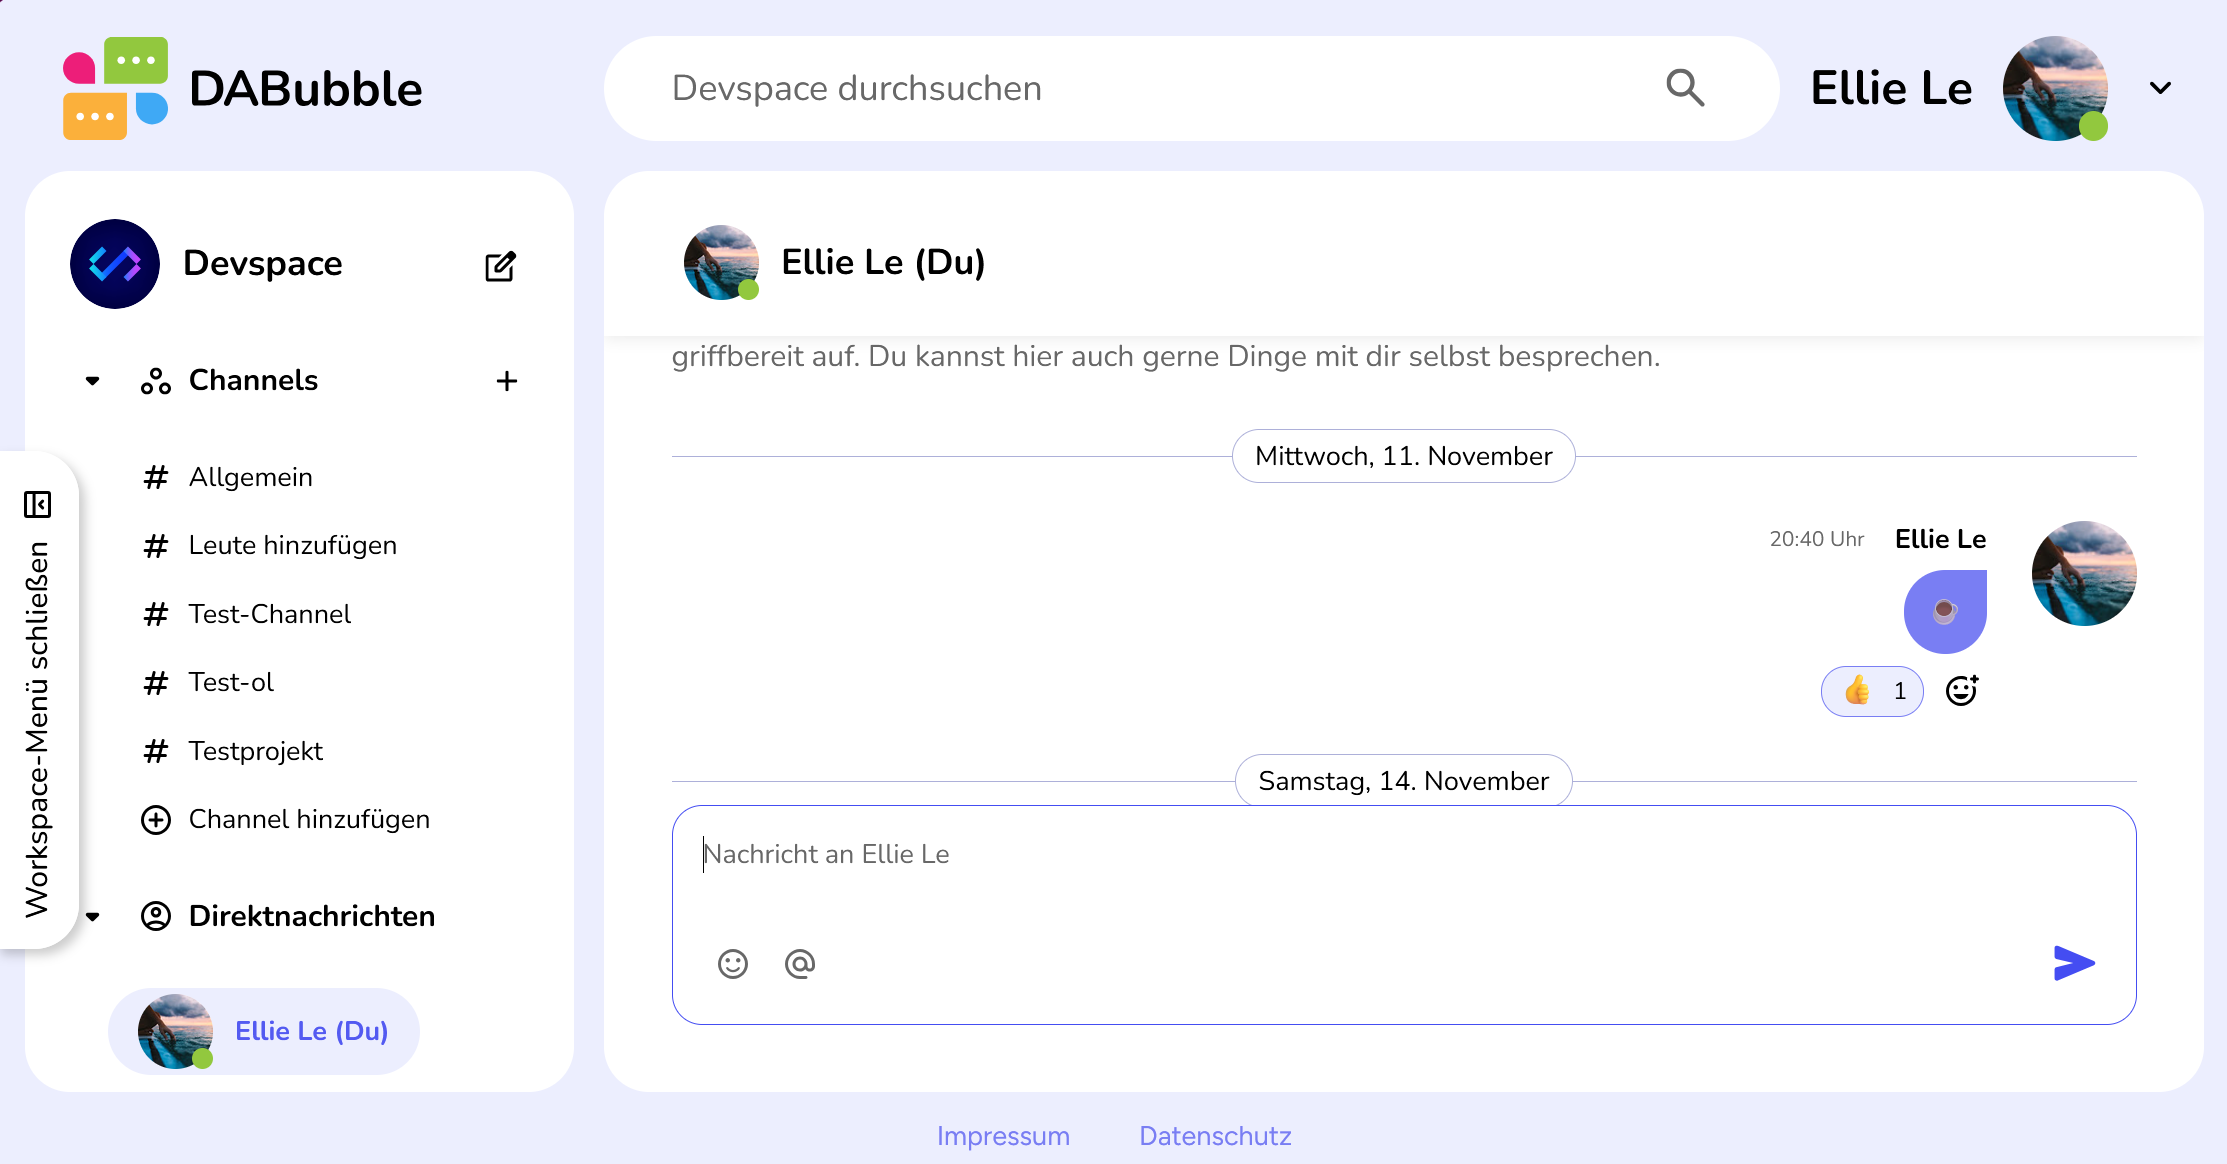 DABubble
Devspace durchsuchen
Ellie Le
Devspace
Channels
Allgemein
Leute hinzufügen
Test-Channel
Test-ol
Testprojekt
Channel hinzufügen
Direktnachrichten
Ellie Le (Du)
Workspace-Menü schließen
Ellie Le (Du)
griffbereit auf. Du kannst hier auch gerne Dinge mit dir selbst besprechen.
Mittwoch, 11. November
20:40 Uhr Ellie Le
👍 1
Samstag, 14. November
Nachricht an Ellie Le
Impressum Datenschutz